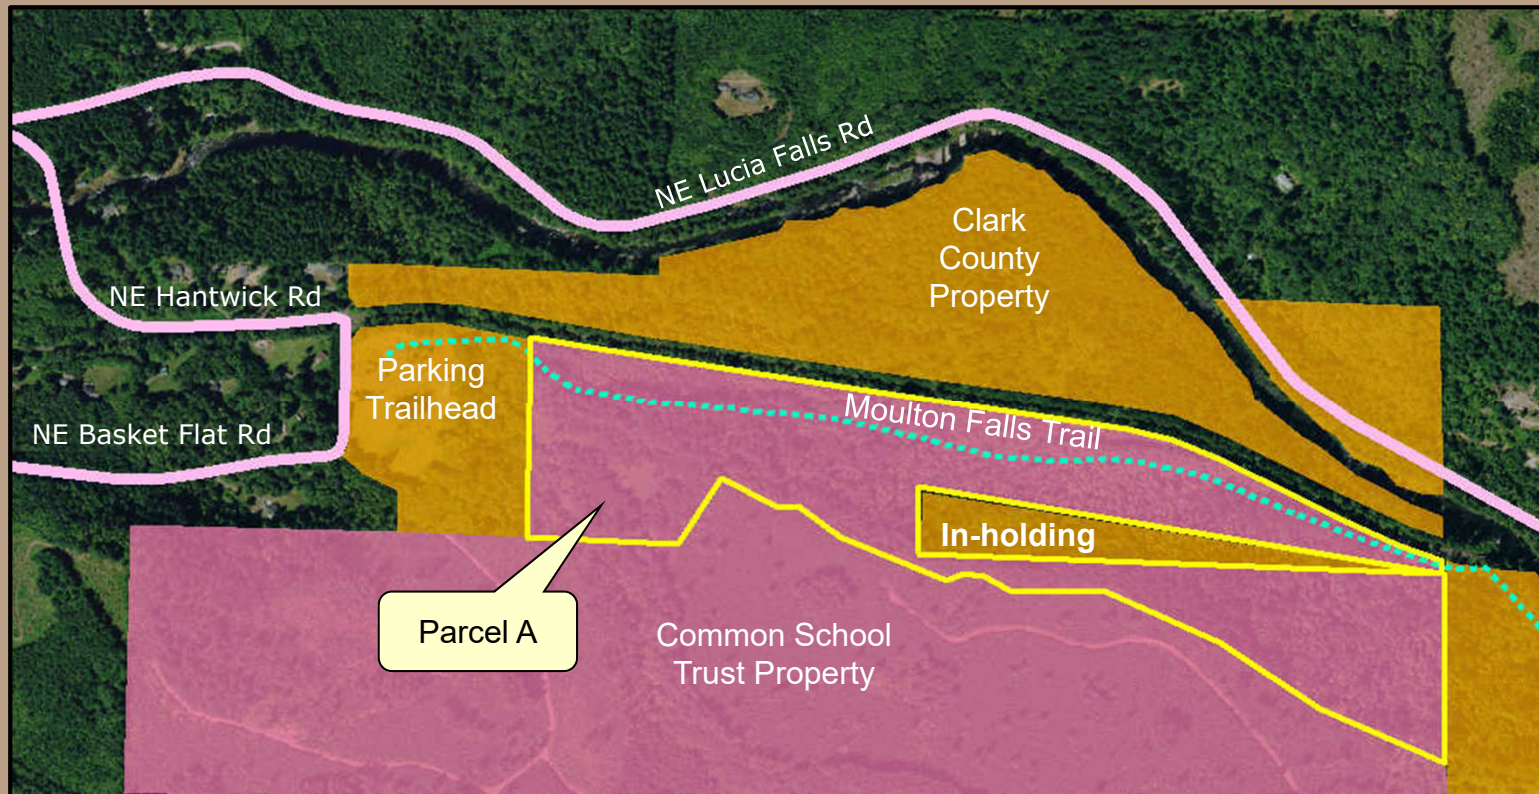 NE Lucia Falls Rd
Clark
County
Property
NE Hantwick Rd
Parking
Trailhead
Moulton Falls Trail
NE Basket Flat Rd
In-holding
Parcel A
Common School
Trust Property